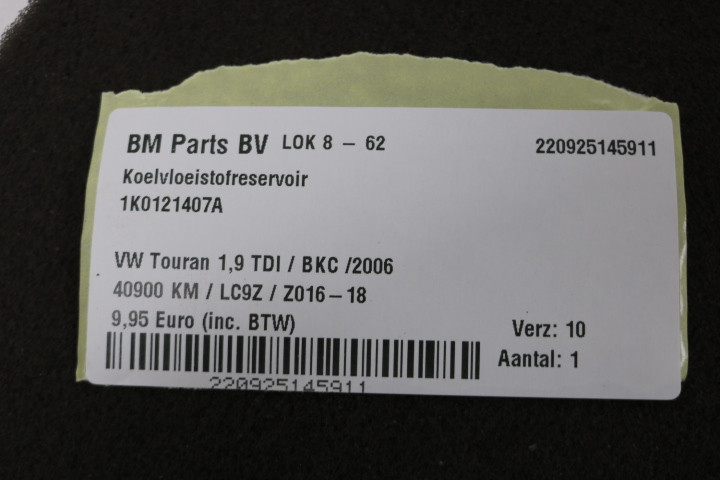 BM Parts BV LOK 8 – 62 220925145911
Koelvloeistofreservoir
1K0121407A
VW Touran 1,9 TDI / BKC /2006
40900 KM / LC9Z / Z016–18
9,95 Euro (inc. BTW) Verz: 10
Aantal: 1
220925145911